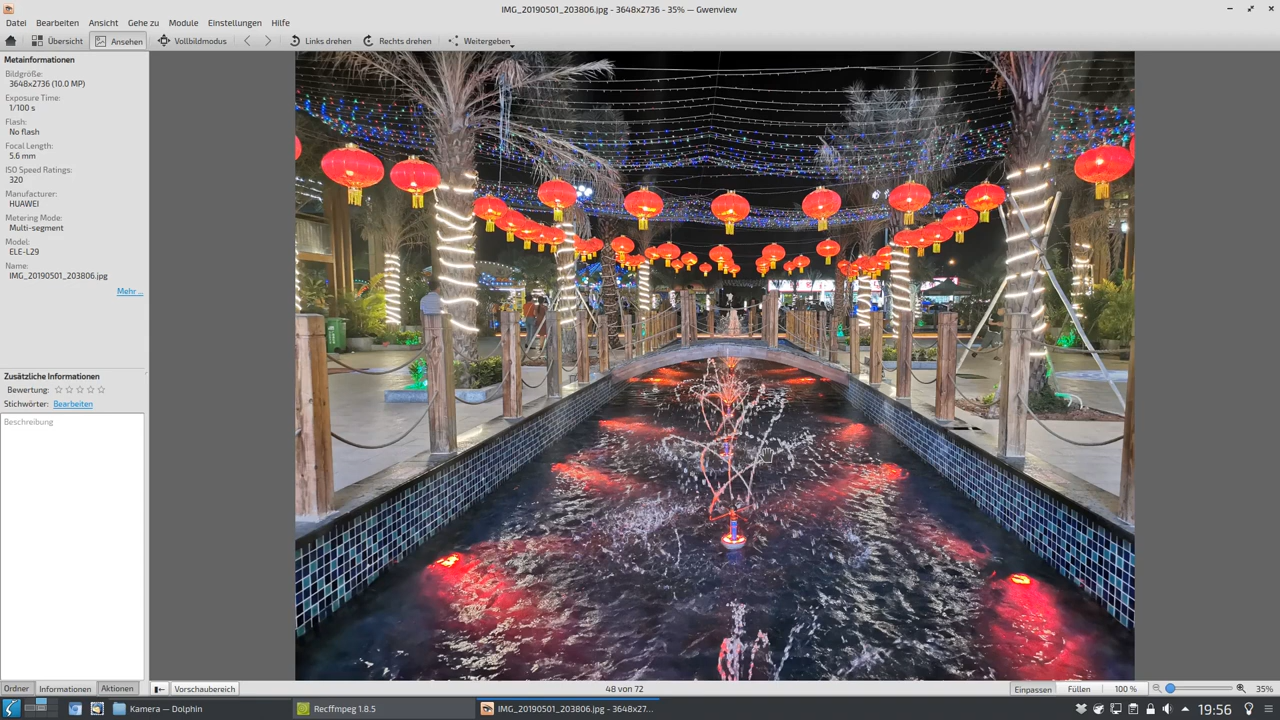 IMG_20190501_203806.jpg - 3648x2736 - 35% — Gwenview
Datei Bearbeiten Ansicht Gehe zu Module Einstellungen Hilfe
Übersicht Ansehen Vollbildmodus Links drehen Rechts drehen Weitergeben
Metainformationen
Bildgröße:
3648x2736 (10.0 MP)
Exposure Time:
1/100 s
Flash:
No flash
Focal Length:
5.6 mm
ISO Speed Ratings:
320
Manufacturer:
HUAWEI
Metering Mode:
Multi-segment
Model:
ELE-L29
Name:
IMG_20190501_203806.jpg
Mehr ...
Zusätzliche Informationen
Bewertung:
Stichwörter: Bearbeiten
Beschreibung
Ordner Informationen Aktionen Vorschaubereich 48 von 72 Einpassen Füllen 100 % 35%
Kamera — Dolphin Recffmpeg 1.8.5 IMG_20190501_203806.jpg - 3648x27... 19:56